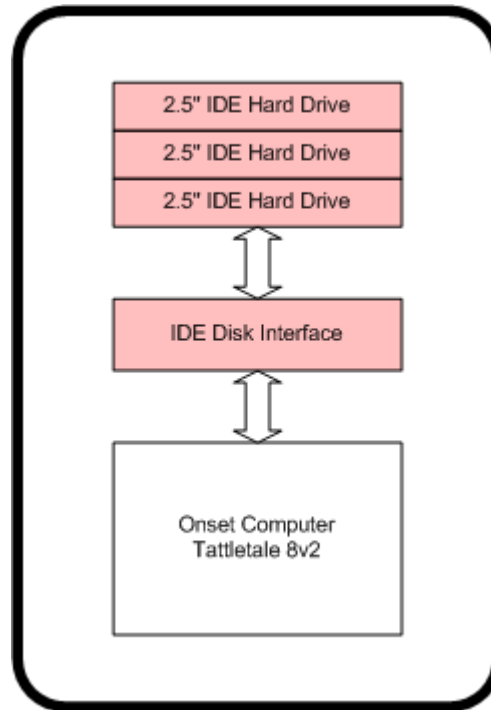 2.5" IDE Hard Drive
2.5" IDE Hard Drive
2.5" IDE Hard Drive
IDE Disk Interface
Onset Computer
Tattletale 8v2